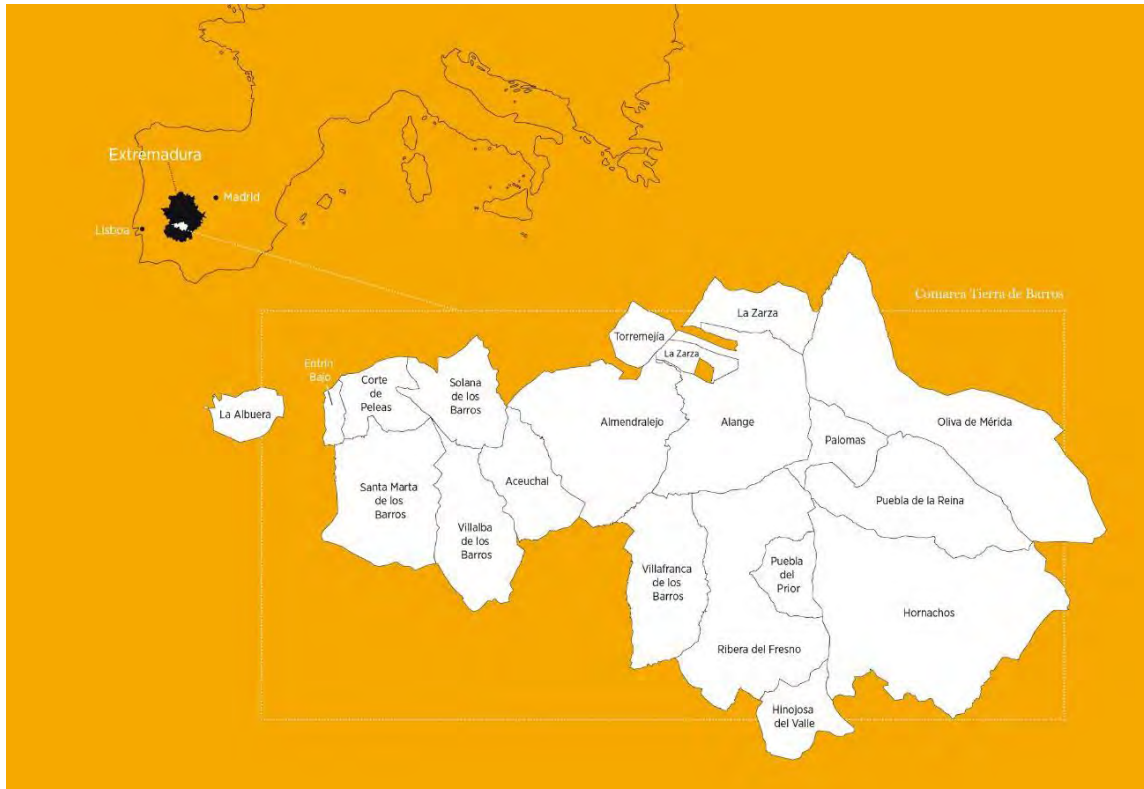 Extremadura
Madrid
Lisboa
Comarca Tierra de Barros
La Zarza
Torremejía
La Zarza
Entrín
Bajo
Corte
de
Peleas
Solana
de los
Barros
La Albuera
Almendralejo
Alange
Oliva de Mérida
Palomas
Aceuchal
Santa Marta
de los
Barros
Puebla de la Reina
Villalba
de los
Barros
Villafranca
de los
Barros
Puebla
del
Prior
Hornachos
Ribera del Fresno
Hinojosa
del Valle